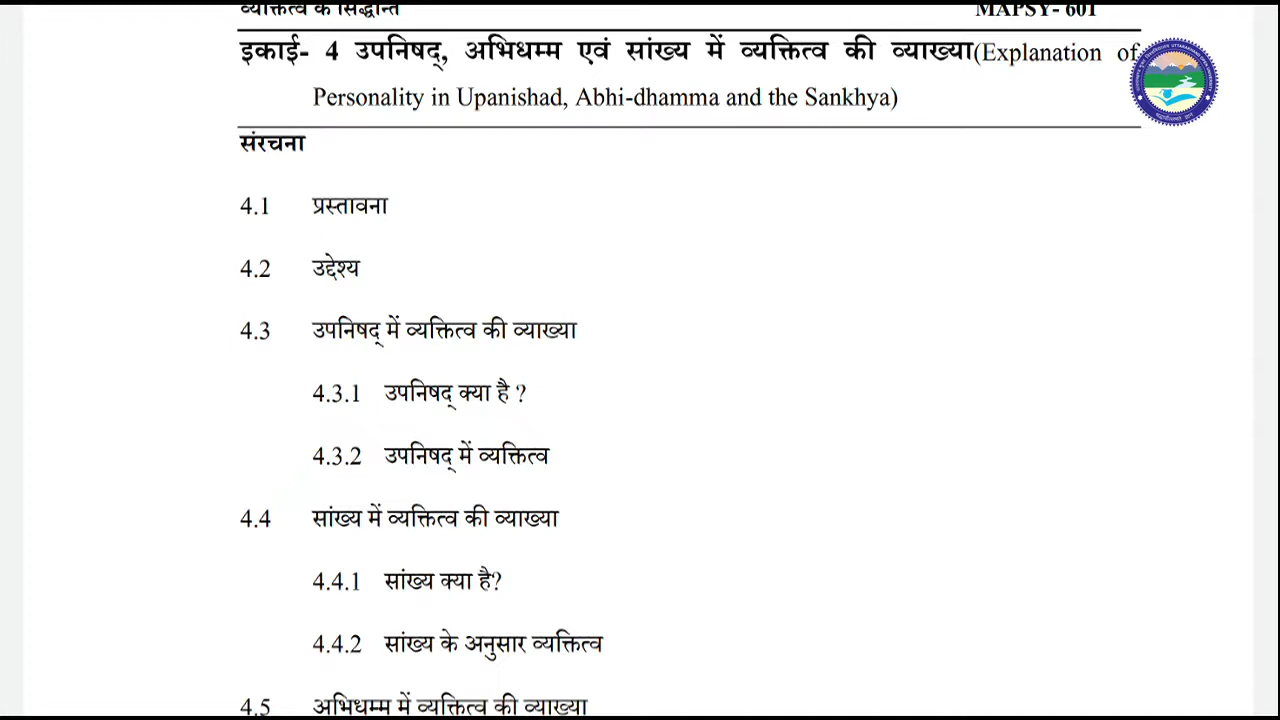 व्यक्तित्व के सिद्धान्त MAPSY- 601
इकाई- 4 उपनिषद्, अभिधम्म एवं सांख्य में व्यक्तित्व की व्याख्या(Explanation of
Personality in Upanishad, Abhi-dhamma and the Sankhya)
संरचना
4.1 प्रस्तावना
4.2 उद्देश्य
4.3 उपनिषद् में व्यक्तित्व की व्याख्या
4.3.1 उपनिषद् क्या है ?
4.3.2 उपनिषद् में व्यक्तित्व
4.4 सांख्य में व्यक्तित्व की व्याख्या
4.4.1 सांख्य क्या है?
4.4.2 सांख्य के अनुसार व्यक्तित्व
4.5 अभिधम्म में व्यक्तित्व की व्याख्या